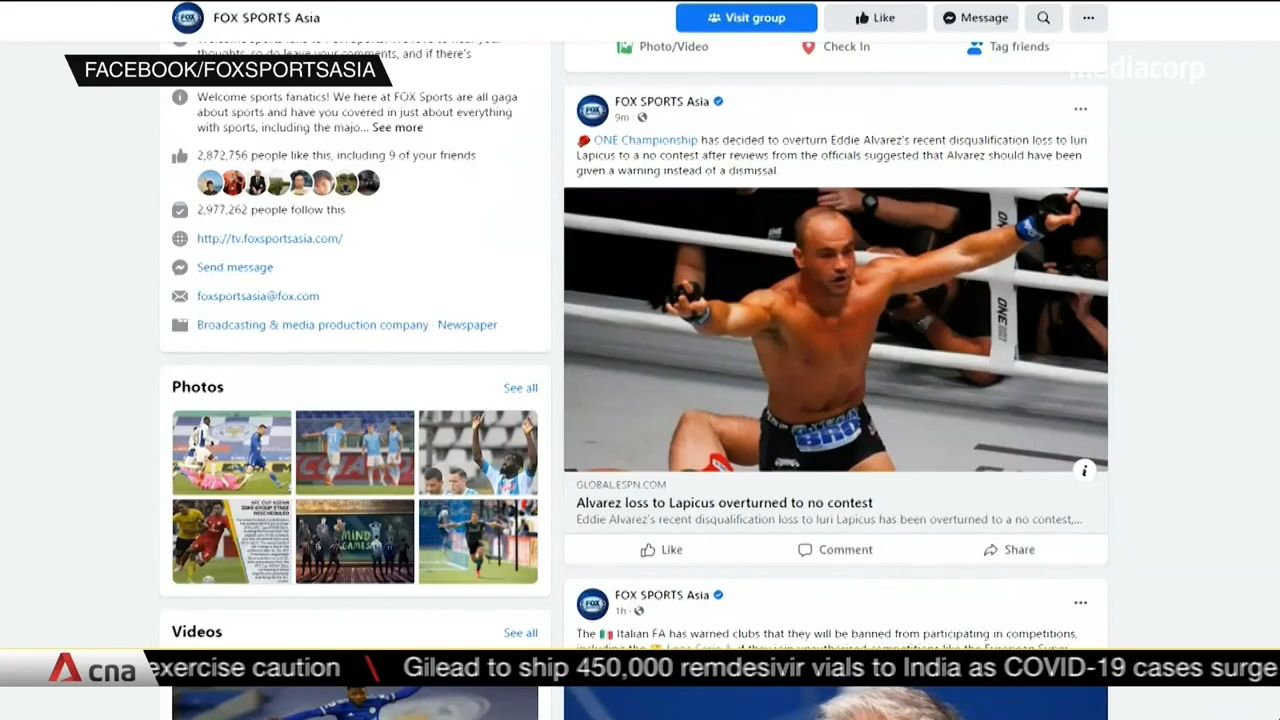 FOX SPORTS Asia
Visit group
Like
Message
FACEBOOK/FOXSPORTSASIA
mediacorp
thoughts, so do leave your comments, and if there's
Welcome sports fanatics! We here at FOX Sports are all gaga
about sports and have you covered in just about everything
with sports, including the majo... See more
2,872,756 people like this, including 9 of your friends
2,977,262 people follow this
http://tv.foxsportsasia.com/
Send message
foxsportsasia@fox.com
Broadcasting & media production company · Newspaper
Photos
See all
MIND
GAMES
Videos
See all
Photo/Video
Check In
Tag friends
FOX SPORTS Asia
9m ·
ONE Championship has decided to overturn Eddie Alvarez's recent disqualification loss to Iuri
Lapicus to a no contest after reviews from the officials suggested that Alvarez should have been
given a warning instead of a dismissal.
GLOBAL.ESPN.COM
Alvarez loss to Lapicus overturned to no contest
Eddie Alvarez's recent disqualification loss to Iuri Lapicus has been overturned to a no contest,...
Like
Comment
Share
FOX SPORTS Asia
1h ·
The Italian FA has warned clubs that they will be banned from participating in competitions,
cna
exercise caution \ Gilead to ship 450,000 remdesivir vials to India as COVID-19 cases surge